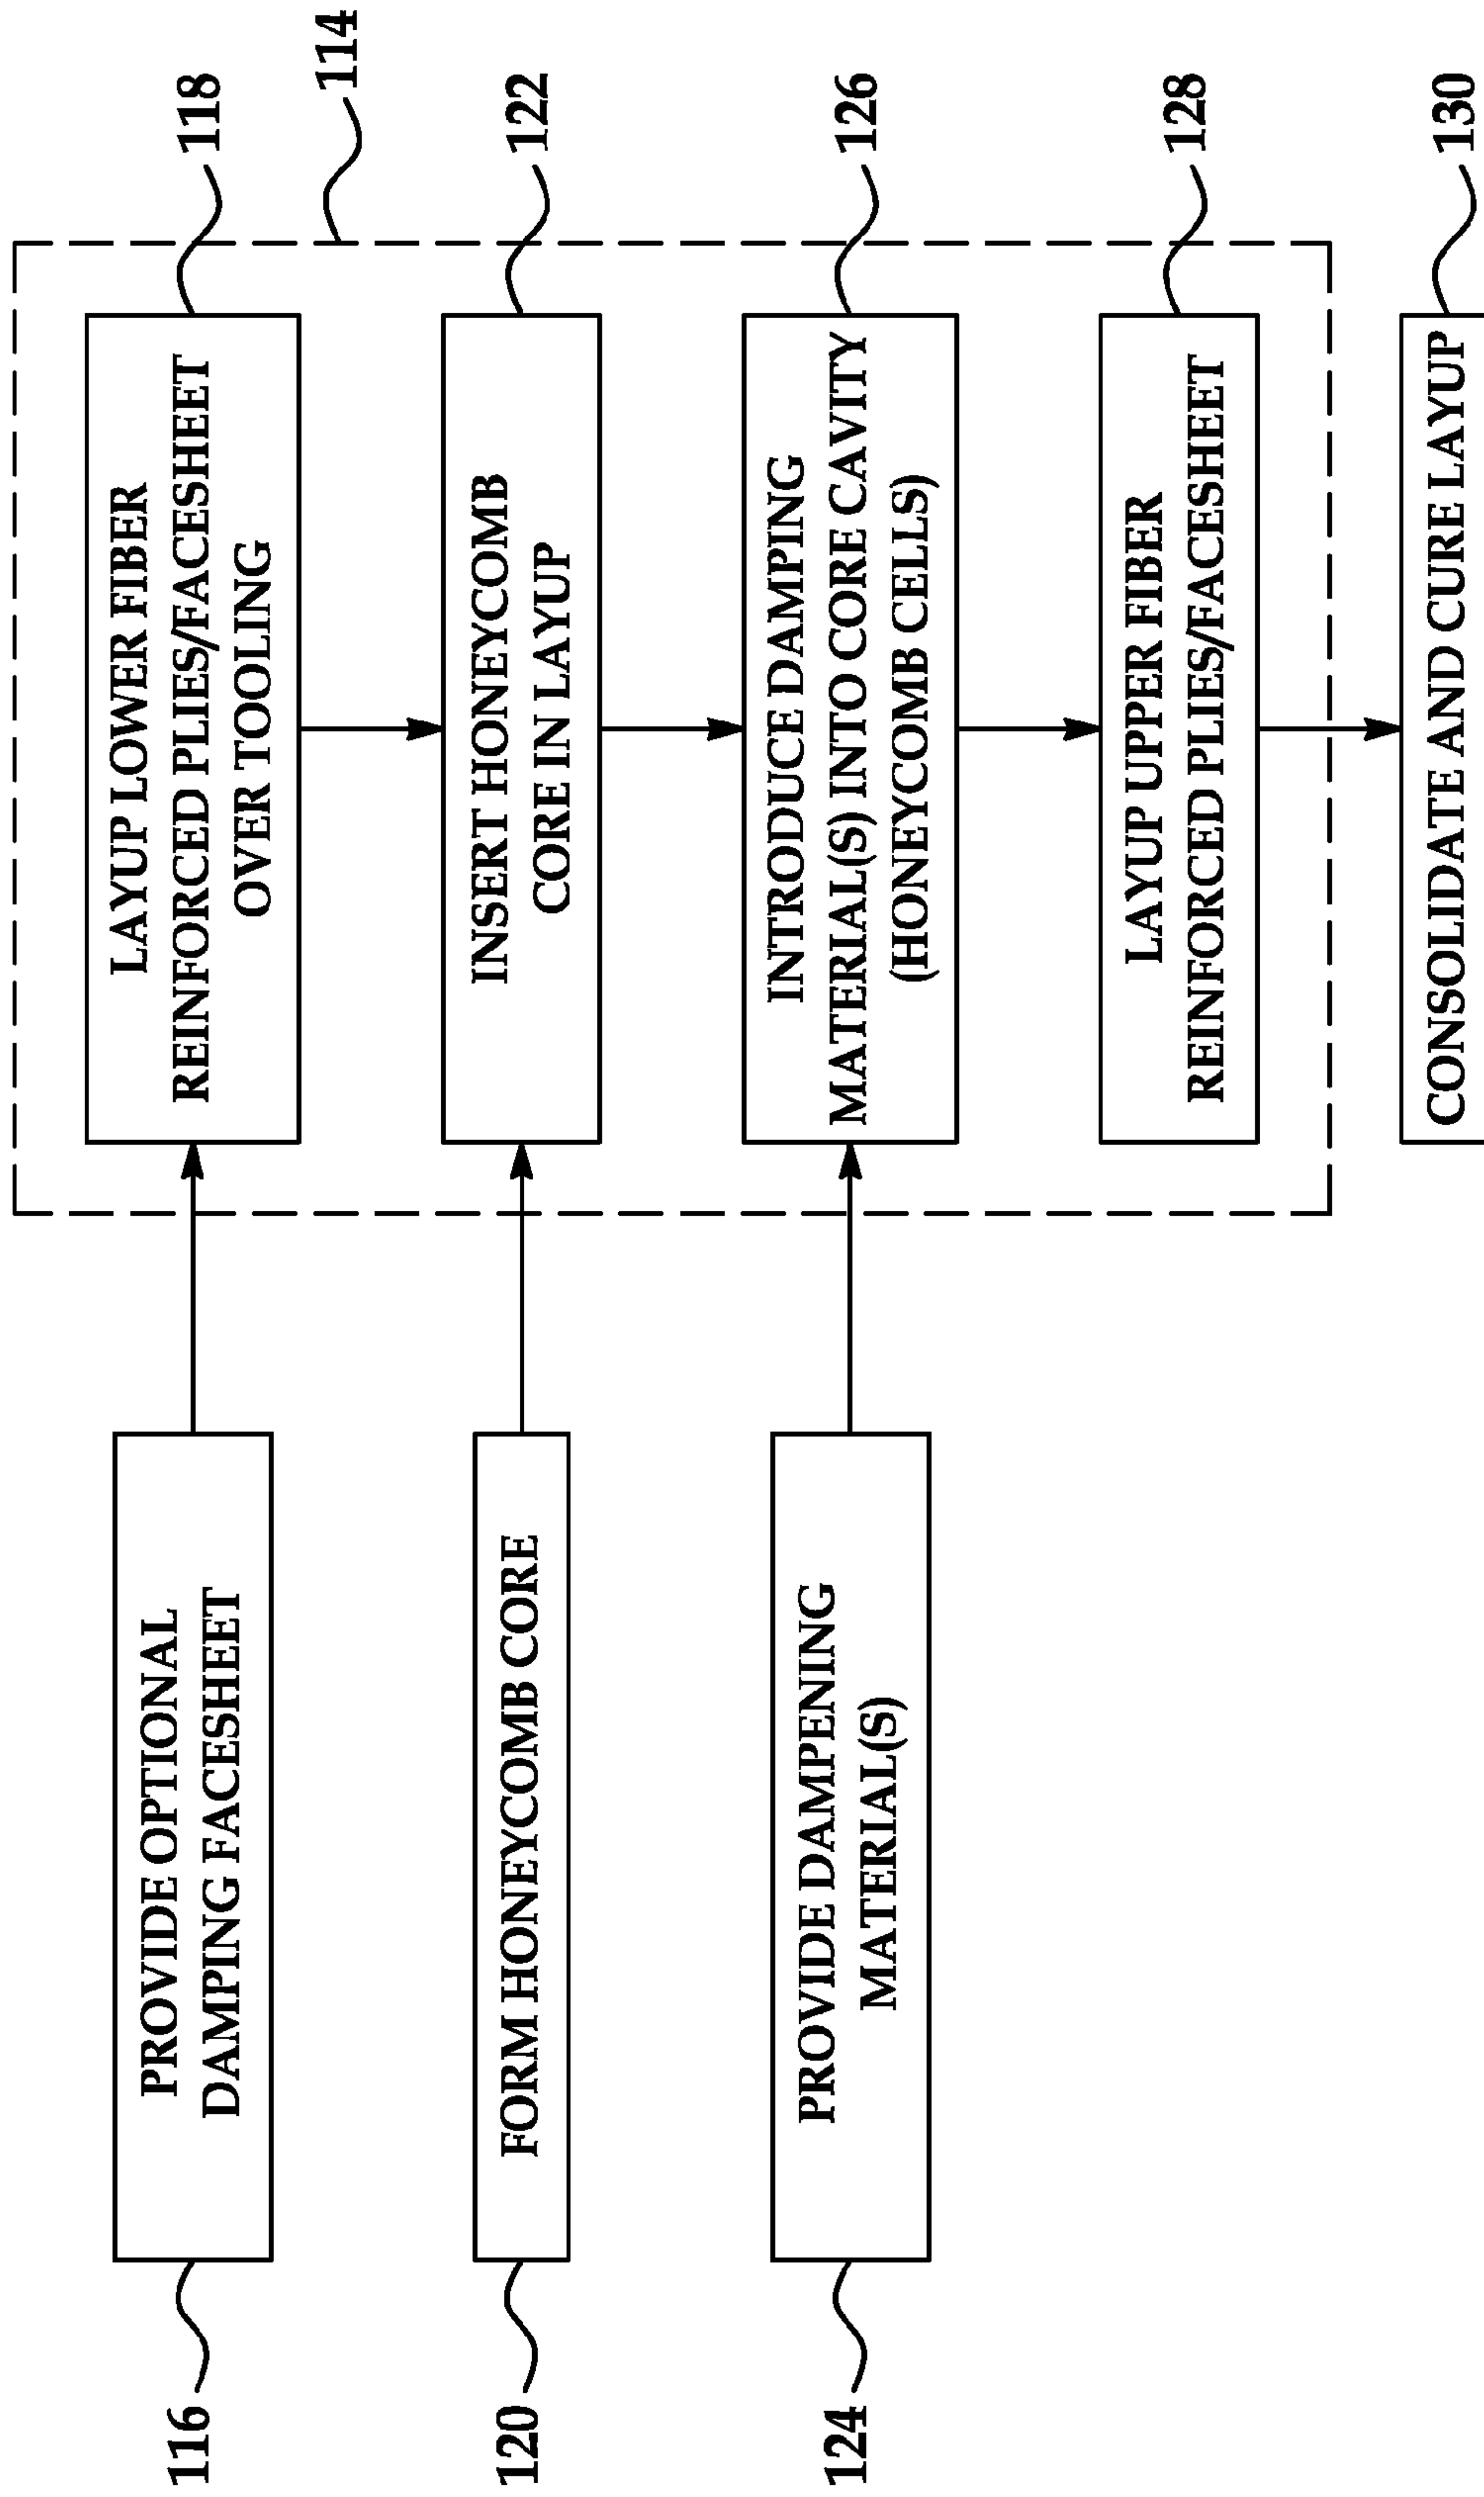 114
116
PROVIDE OPTIONAL
DAMPING FACESHEET
LAYUP LOWER FIBER
REINFORCED PLIES/FACESHEET
OVER TOOLING
118
120
FORM HONEYCOMB CORE
INSERT HONEYCOMB
CORE IN LAYUP
122
124
PROVIDE DAMPENING
MATERIAL(S)
INTRODUCE DAMPING
MATERIAL(S) INTO CORE CAVITY
(HONEYCOMB CELLS)
126
LAYUP UPPER FIBER
REINFORCED PLIES/FACESHEET
128
CONSOLIDATE AND CURE LAYUP
130